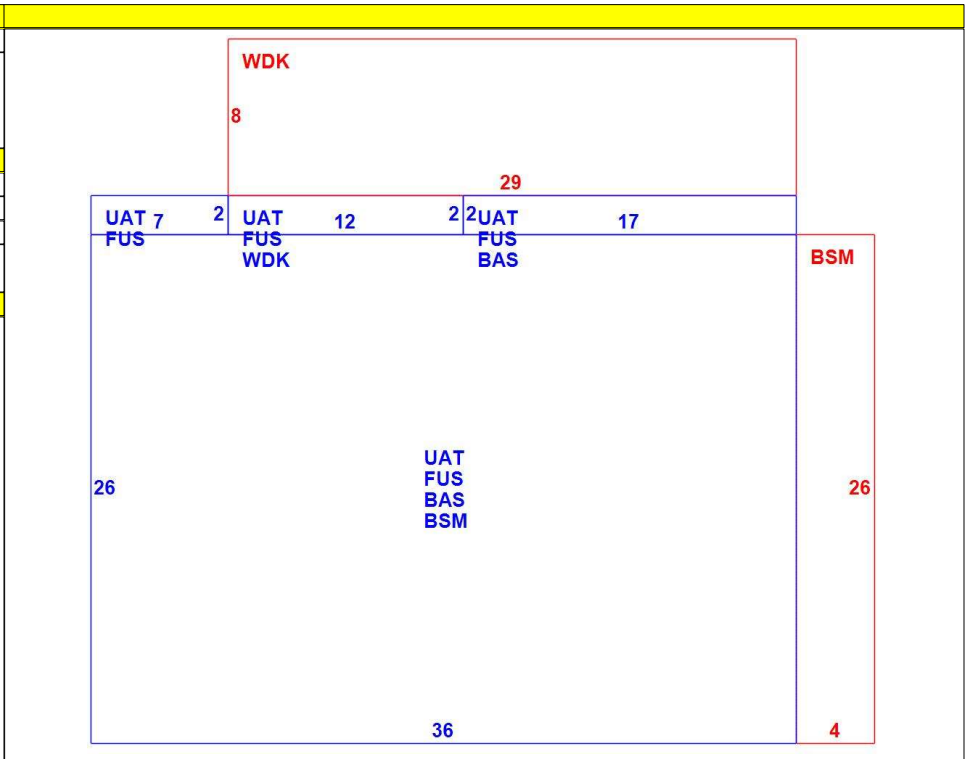 WDK
8
29
UAT 7 2 UAT 12 2 2 UAT 17
FUS FUS FUS
WDK BAS BSM
UAT
FUS
BAS
BSM
26 26
36 4